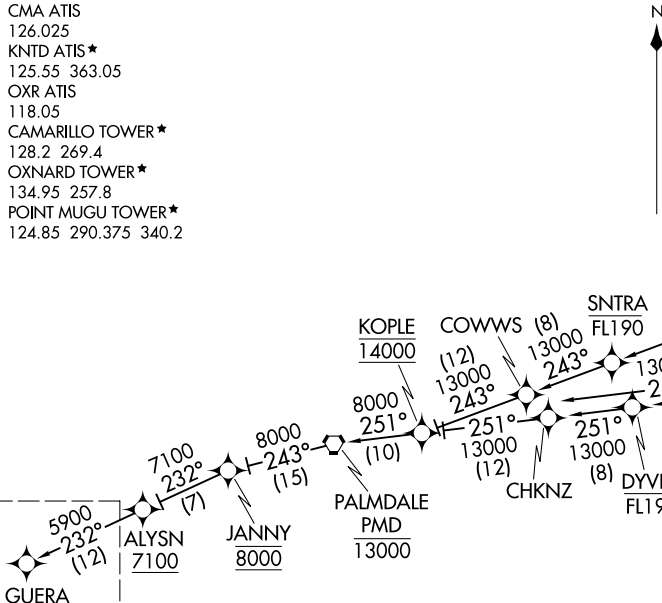 CMA ATIS
126.025
KNTD ATIS★
125.55 363.05
OXR ATIS
118.05
CAMARILLO TOWER★
128.2 269.4
OXNARD TOWER★
134.95 257.8
POINT MUGU TOWER★
124.85 290.375 340.2
N
SNTRA
FL190
(8)
13000
243°
COWWS
(12)
13000
243°
KOPLE
14000
8000
251°
(10)
251°
13000
(12)
CHKNZ
251°
13000
(8)
PALMDALE
PMD
13000
8000
243°
(15)
JANNY
8000
7100
232°
(7)
ALYSN
7100
5900
232°
(12)
GUERA